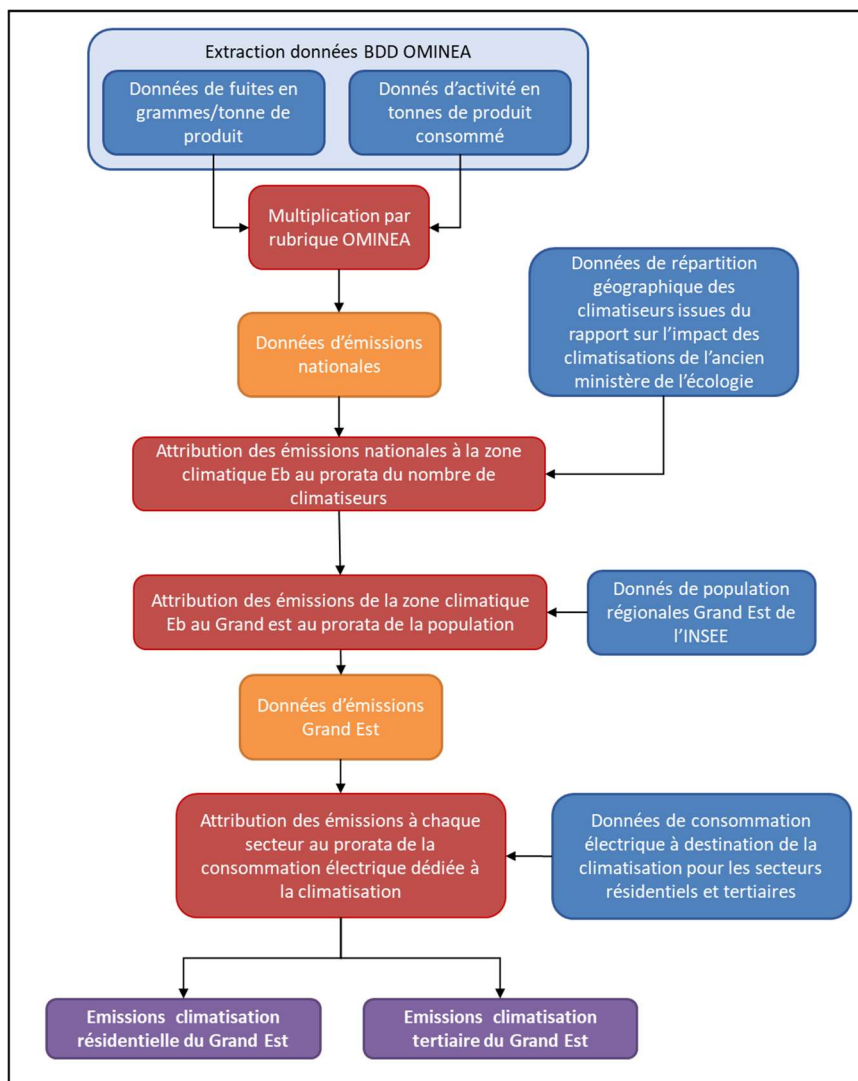 Extraction données BDD OMINEA
Données de fuites en
grammes/tonne de
produit
Donnés d’activité en
tonnes de produit
consommé
Multiplication par
rubrique OMINEA
Données de répartition
géographique des
climatiseurs issues du
rapport sur l’impact des
climatisations de l’ancien
ministère de l’écologie
Données d’émissions
nationales
Attribution des émissions nationales à la zone
climatique Eb au prorata du nombre de
climatiseurs
Attribution des émissions de la zone climatique
Eb au Grand est au prorata de la population
Donnés de population
régionales Grand Est de
l’INSEE
Données d’émissions
Grand Est
Attribution des émissions à chaque
secteur au prorata de la
consommation électrique dédiée à
la climatisation
Données de consommation
électrique à destination de la
climatisation pour les secteurs
résidentiels et tertiaires
Emissions climatisation
résidentielle du Grand Est
Emissions climatisation
tertiaire du Grand Est